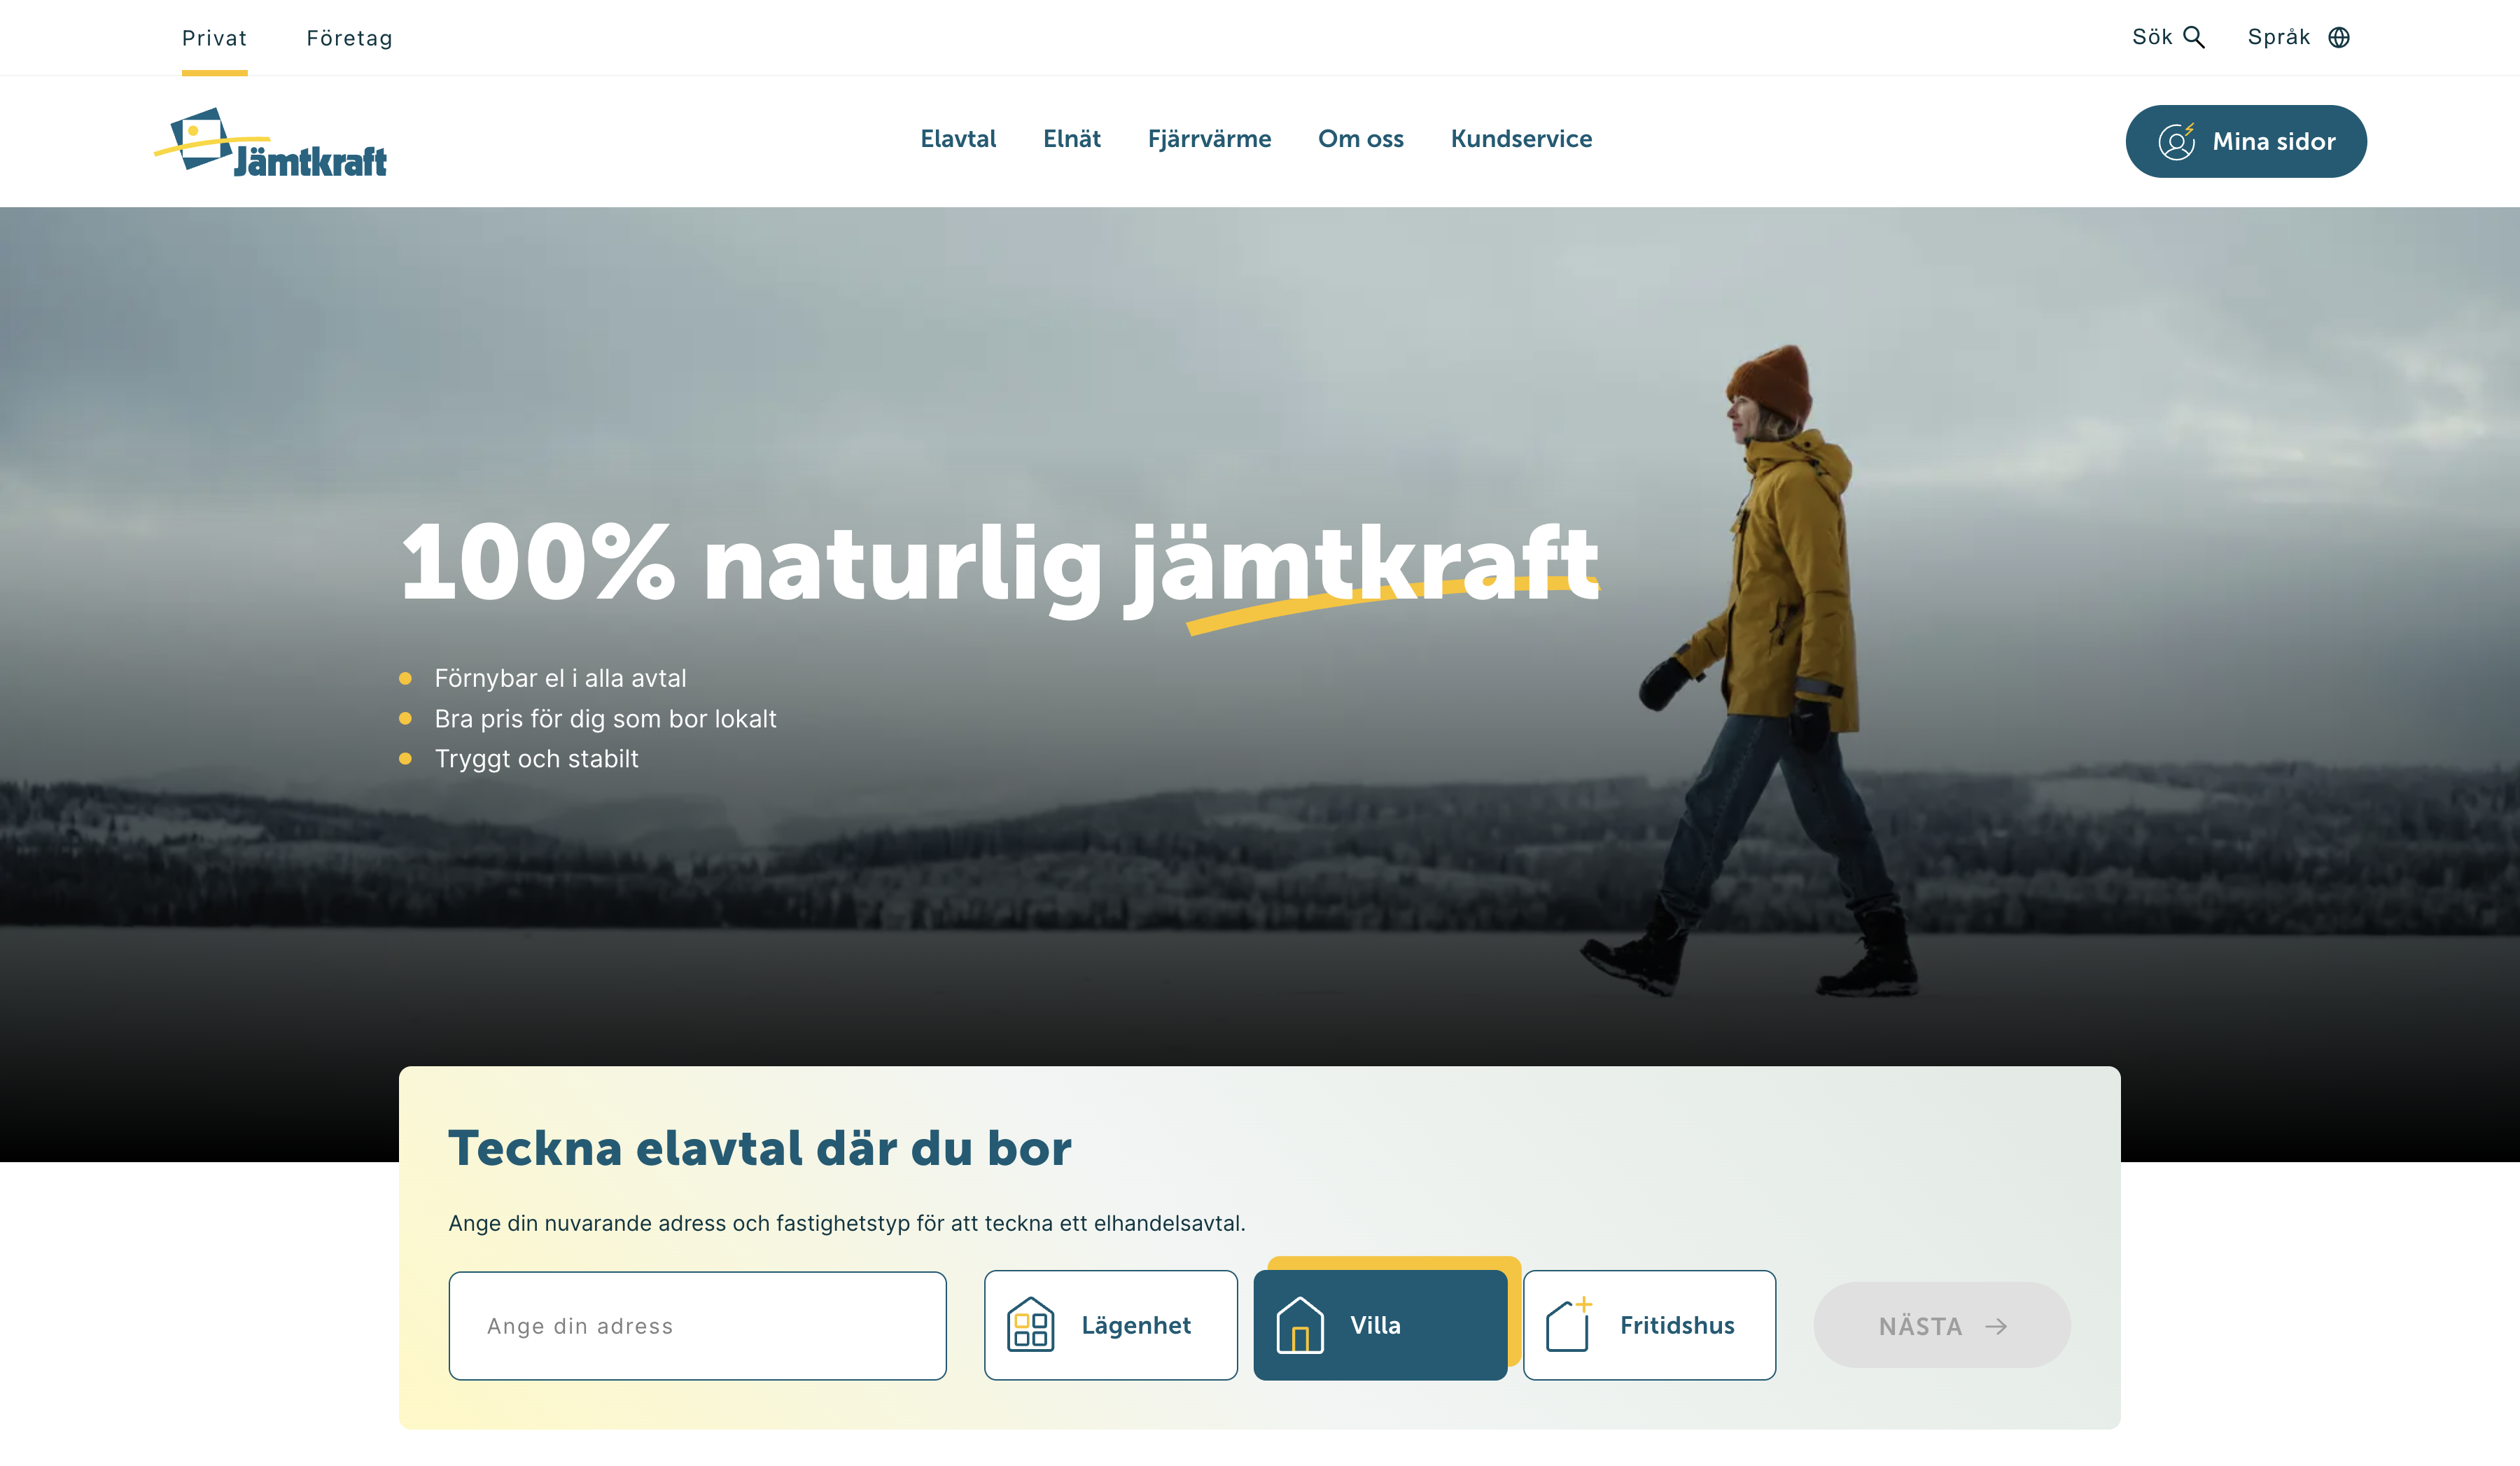 Privat
Företag
Sök
Språk
Jämtkraft
Elavtal
Elnät
Fjärrvärme
Om oss
Kundservice
Mina sidor
100% naturlig jämtkraft
Förnybar el i alla avtal
Bra pris för dig som bor lokalt
Tryggt och stabilt
Teckna elavtal där du bor
Ange din nuvarande adress och fastighetstyp för att teckna ett elhandelsavtal.
Ange din adress
Lägenhet
Villa
Fritidshus
NÄSTA